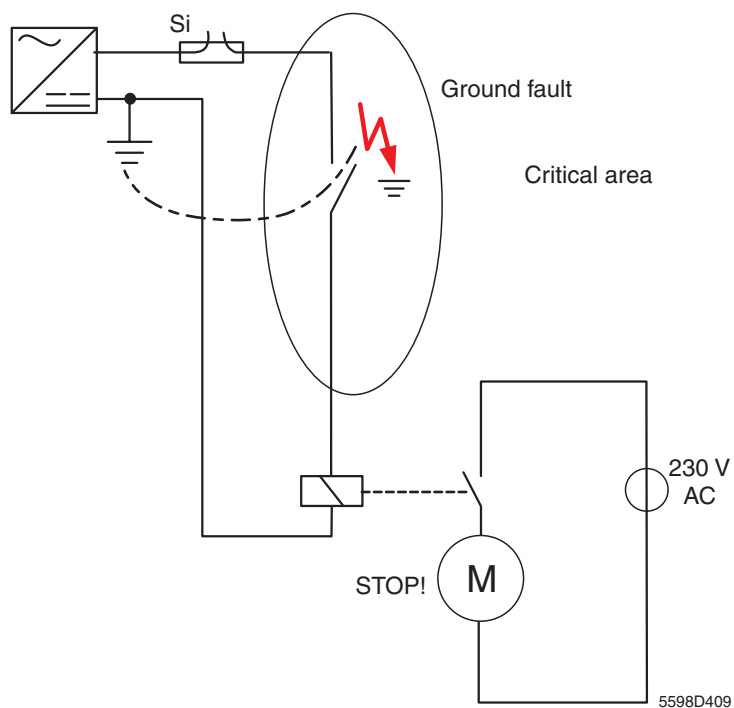 Si
Ground fault
Critical area
230 V
AC
STOP!
M
5598D409